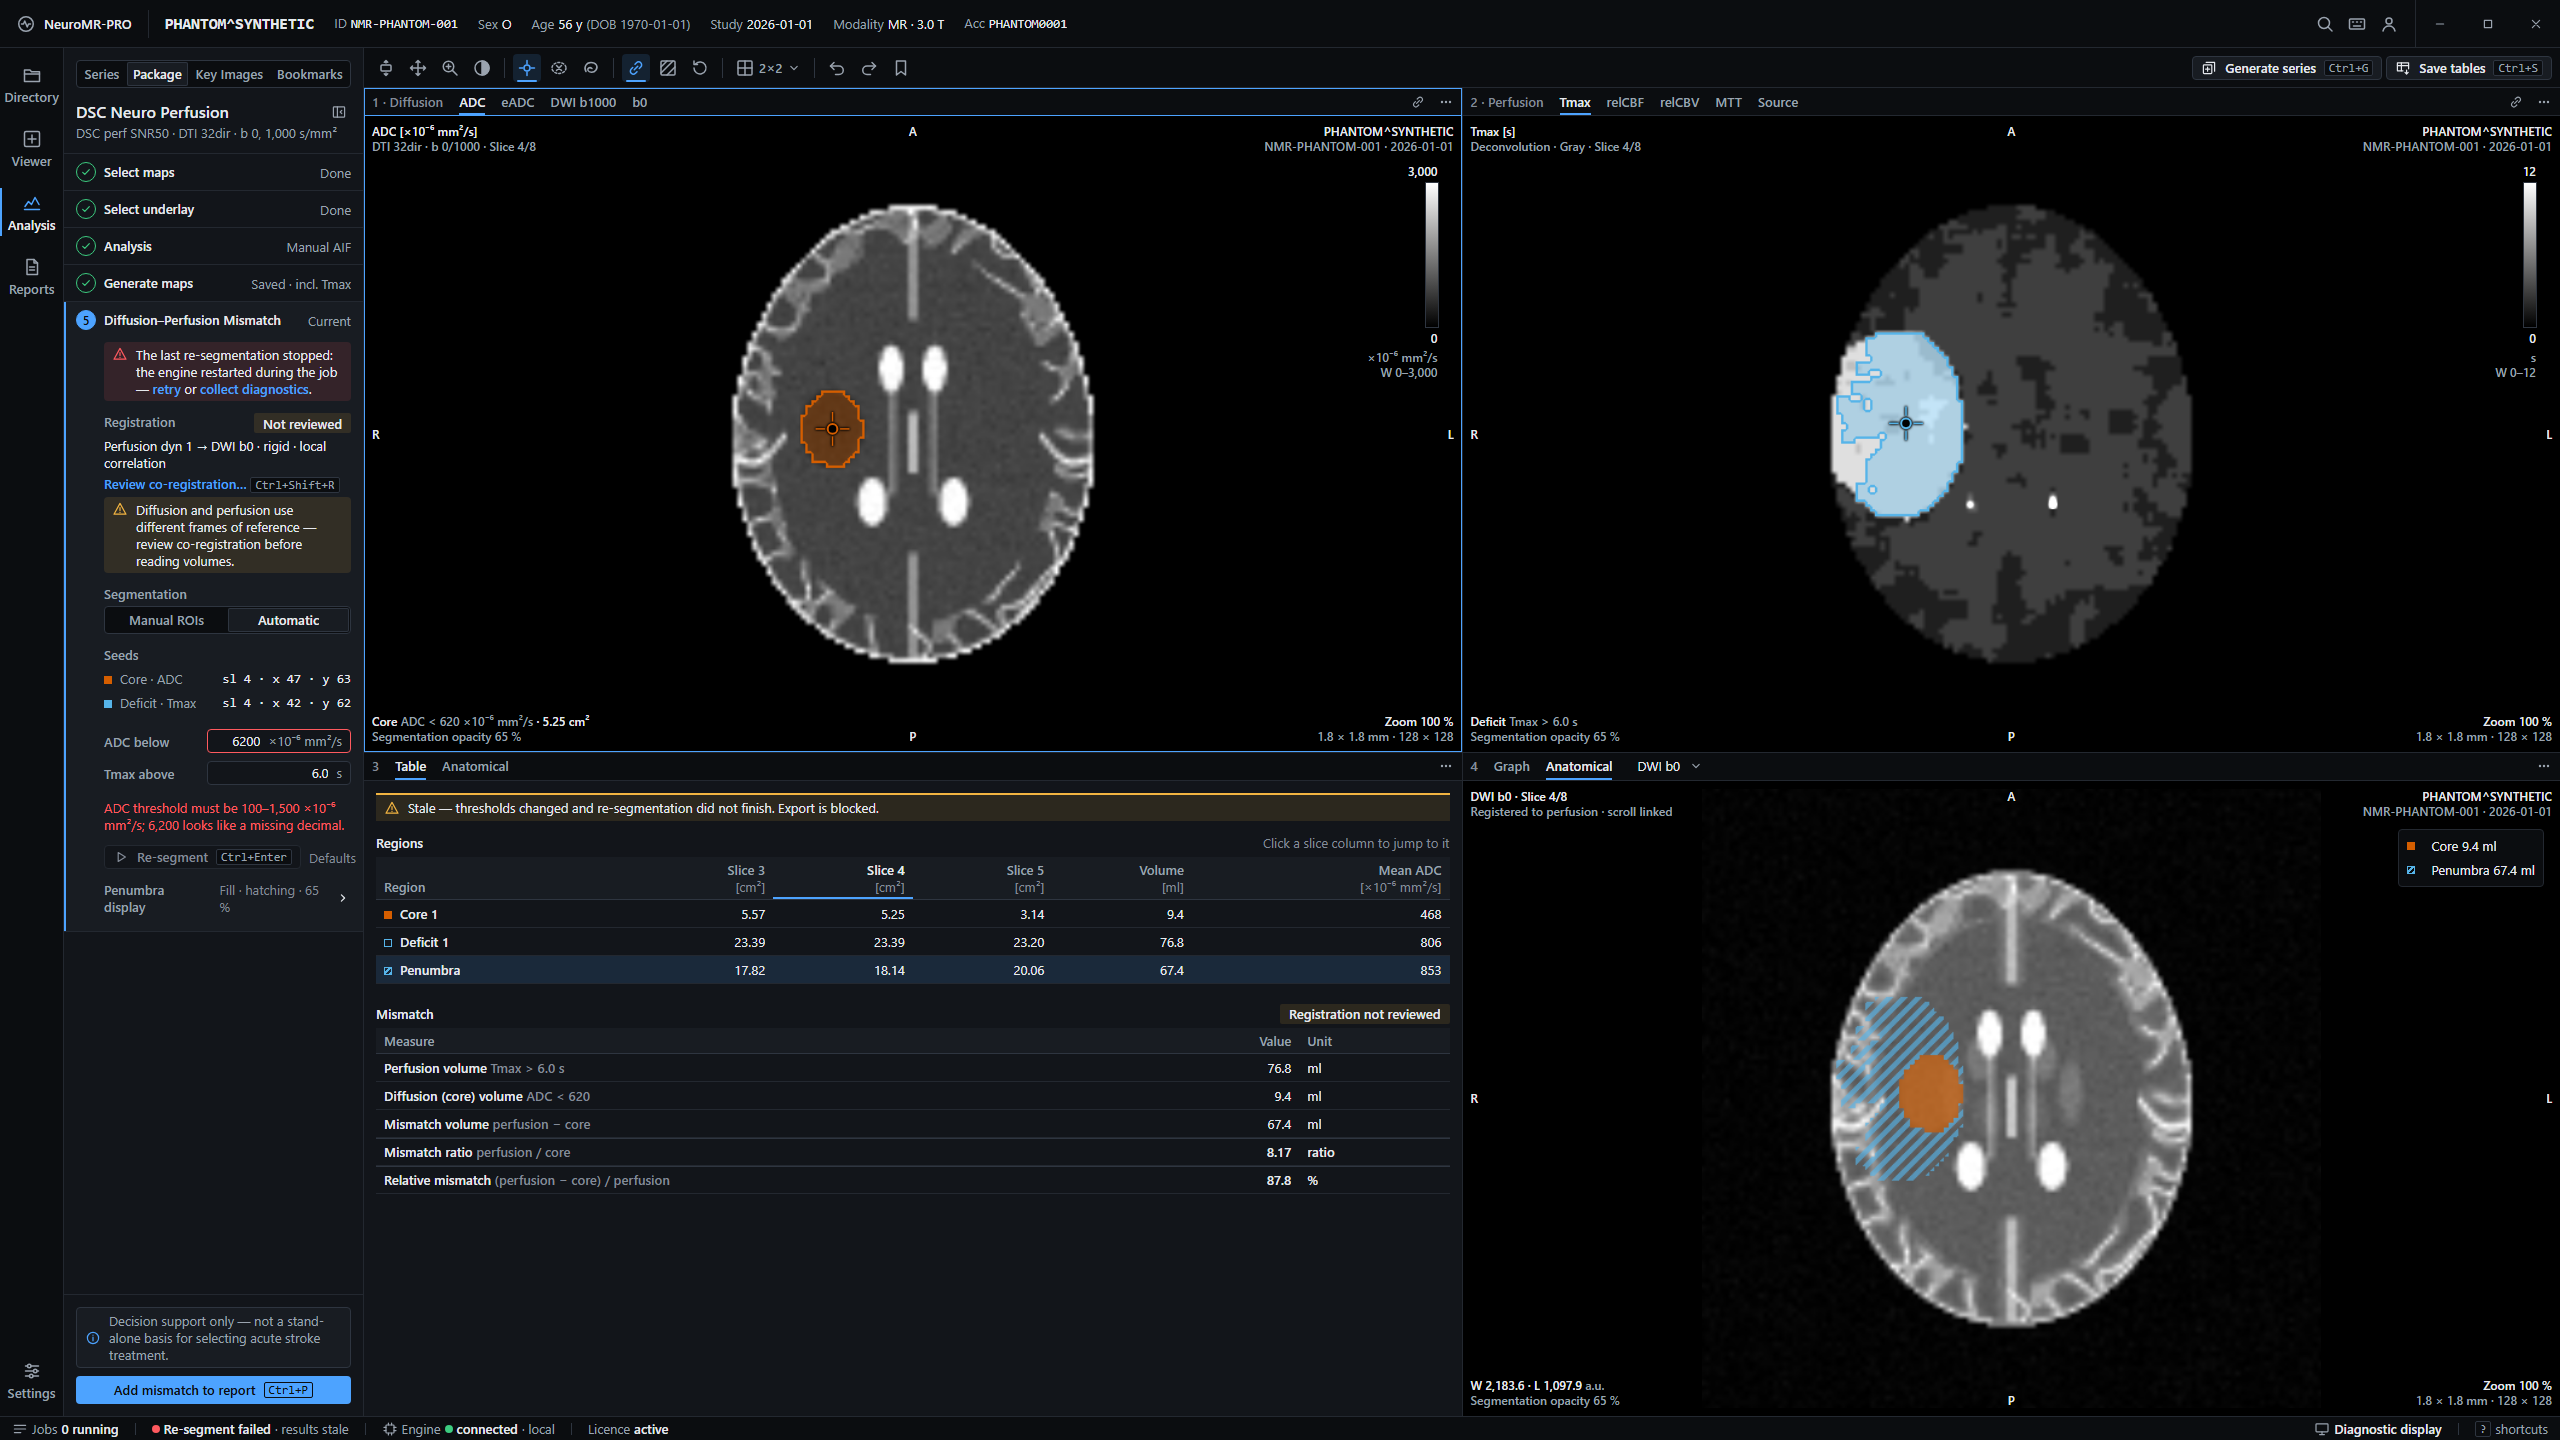 NeuroMR-PRO PHANTOM^SYNTHETIC ID NMR-PHANTOM-001 Sex O Age 56 y (DOB 1970-01-01) Study 2026-01-01 Modality MR · 3.0 T Acc PHANTOM0001
Directory
Viewer
Analysis
Reports
Settings
Series Package Key Images Bookmarks
DSC Neuro Perfusion
DSC perf SNR50 · DTI 32dir · b 0, 1,000 s/mm²
Select maps Done
Select underlay Done
Analysis Manual AIF
Generate maps Saved · incl. Tmax
5 Diffusion–Perfusion Mismatch Current
The last re-segmentation stopped:
the engine restarted during the job
— retry or collect diagnostics.
Registration Not reviewed
Perfusion dyn 1 → DWI b0 · rigid · local
correlation
Review co-registration... Ctrl+Shift+R
Diffusion and perfusion use
different frames of reference —
review co-registration before
reading volumes.
Segmentation
Manual ROIs Automatic
Seeds
Core · ADC sl 4 · x 47 · y 63
Deficit · Tmax sl 4 · x 42 · y 62
ADC below 6200 ×10⁻⁶ mm²/s
Tmax above 6.0 s
ADC threshold must be 100–1,500 ×10⁻⁶
mm²/s; 6,200 looks like a missing decimal.
Re-segment Ctrl+Enter Defaults
Penumbra Fill · hatching · 65
display %
Decision support only — not a stand-
alone basis for selecting acute stroke
treatment.
Add mismatch to report Ctrl+P
2×2
Generate series Ctrl+G Save tables Ctrl+S
1 · Diffusion ADC eADC DWI b1000 b0
ADC [×10⁻⁶ mm²/s] A PHANTOM^SYNTHETIC
DTI 32dir · b 0/1000 · Slice 4/8 NMR-PHANTOM-001 · 2026-01-01
3,000
0
×10⁻⁶ mm²/s
W 0–3,000
R L
Core ADC < 620 ×10⁻⁶ mm²/s · 5.25 cm² Zoom 100 %
Segmentation opacity 65 % P 1.8 × 1.8 mm · 128 × 128
2 · Perfusion Tmax relCBF relCBV MTT Source
Tmax [s] A PHANTOM^SYNTHETIC
Deconvolution · Gray · Slice 4/8 NMR-PHANTOM-001 · 2026-01-01
12
0
s
W 0–12
R L
Deficit Tmax > 6.0 s Zoom 100 %
Segmentation opacity 65 % P 1.8 × 1.8 mm · 128 × 128
3 Table Anatomical
Stale — thresholds changed and re-segmentation did not finish. Export is blocked.
Regions Click a slice column to jump to it
Slice 3 Slice 4 Slice 5 Volume Mean ADC
Region [cm²] [cm²] [cm²] [ml] [×10⁻⁶ mm²/s]
Core 1 5.57 5.25 3.14 9.4 468
Deficit 1 23.39 23.39 23.20 76.8 806
Penumbra 17.82 18.14 20.06 67.4 853
Mismatch Registration not reviewed
Measure Value Unit
Perfusion volume Tmax > 6.0 s 76.8 ml
Diffusion (core) volume ADC < 620 9.4 ml
Mismatch volume perfusion − core 67.4 ml
Mismatch ratio perfusion / core 8.17 ratio
Relative mismatch (perfusion − core) / perfusion 87.8 %
4 Graph Anatomical DWI b0
DWI b0 · Slice 4/8 A PHANTOM^SYNTHETIC
Registered to perfusion · scroll linked NMR-PHANTOM-001 · 2026-01-01
Core 9.4 ml
Penumbra 67.4 ml
R L
W 2,183.6 · L 1,097.9 a.u. Zoom 100 %
Segmentation opacity 65 % P 1.8 × 1.8 mm · 128 × 128
Jobs 0 running Re-segment failed · results stale Engine connected · local Licence active Diagnostic display ? shortcuts